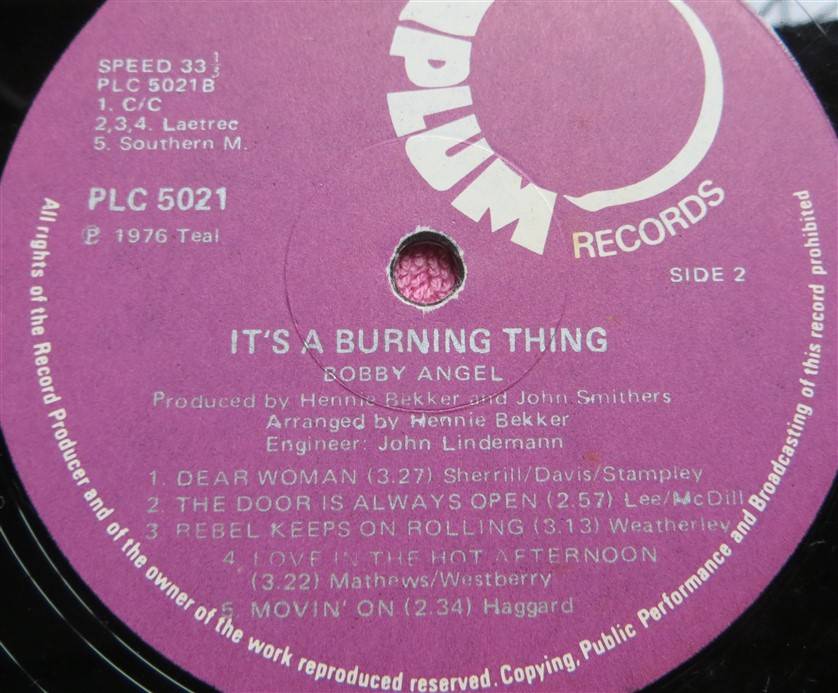 SPEED 33 1/3
PLC 5021B
1. C/C
2,3,4. Laetrec
5. Southern M.
PLC 5021
℗ 1976 Teal
PLUM
RECORDS
SIDE 2
IT'S A BURNING THING
BOBBY ANGEL
Produced by Hennie Bekker and John Smithers
Arranged by Hennie Bekker
Engineer: John Lindemann
1. DEAR WOMAN (3.27) Sherrill/Davis/Stampley
2. THE DOOR IS ALWAYS OPEN (2.57) Lee/McDill
3 REBEL KEEPS ON ROLLING (3.13) Weatherley
4. LOVE IN THE HOT AFTERNOON
(3.22) Mathews/Westberry
5. MOVIN' ON (2.34) Haggard
All rights of the Record Producer and of the owner of the work reproduced reserved. Copying, Public Performance and Broadcasting of this record prohibited